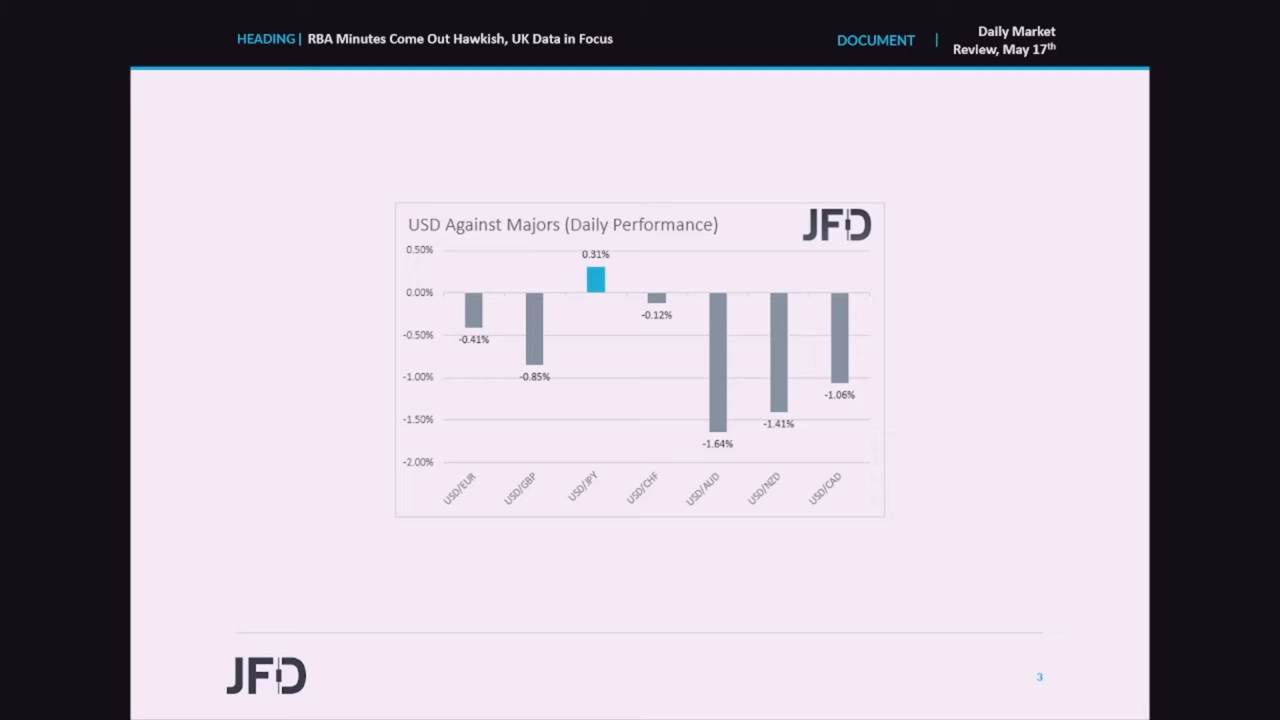 HEADING| RBA Minutes Come Out Hawkish, UK Data in Focus
DOCUMENT |
Daily Market
Review, May 17th
USD Against Majors (Daily Performance)
JFD
0.50%
0.00%
-0.50%
-1.00%
-1.50%
-2.00%
-0.41%
-0.85%
0.31%
-0.12%
-1.64%
-1.41%
-1.06%
USD/EUR
USD/GBP
USD/JPY
USD/CHF
USD/AUD
USD/NZD
USD/CAD
JFD
3